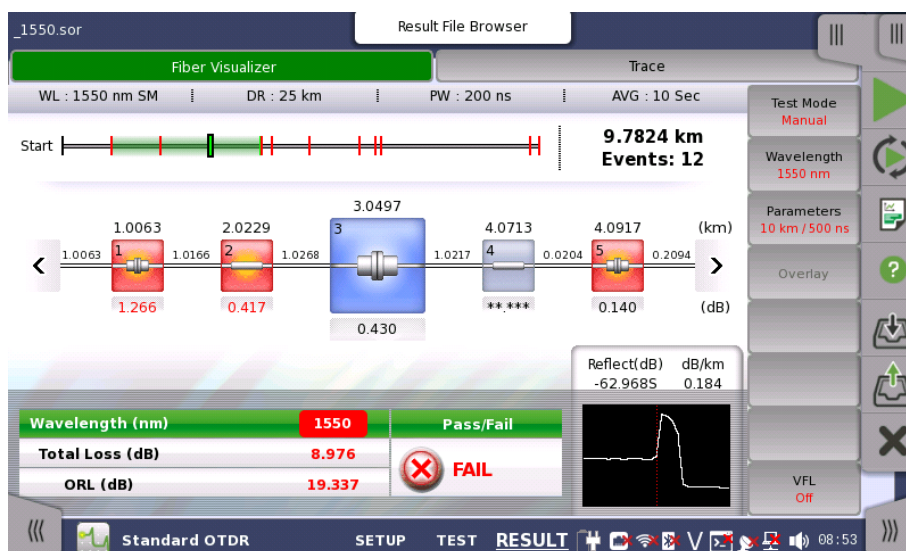 _1550.sor
Result File Browser
Fiber Visualizer
Trace
WL : 1550 nm SM
DR : 25 km
PW : 200 ns
AVG : 10 Sec
Start
9.7824 km
Events: 12
3.0497
1.0063 2.0229 4.0713 4.0917 (km)
1 2 3 4 5
1.0063 1.0166 1.0268 1.0217 0.0204 0.2094
1.266 0.417 **.*** 0.140 (dB)
0.430
Reflect(dB) dB/km
-62.968S 0.184
Wavelength (nm) 1550 Pass/Fail
Total Loss (dB) 8.976
FAIL
ORL (dB) 19.337
Test Mode
Manual
Wavelength
1550 nm
Parameters
10 km / 500 ns
Overlay
VFL
Off
Standard OTDR SETUP TEST RESULT V 08:53